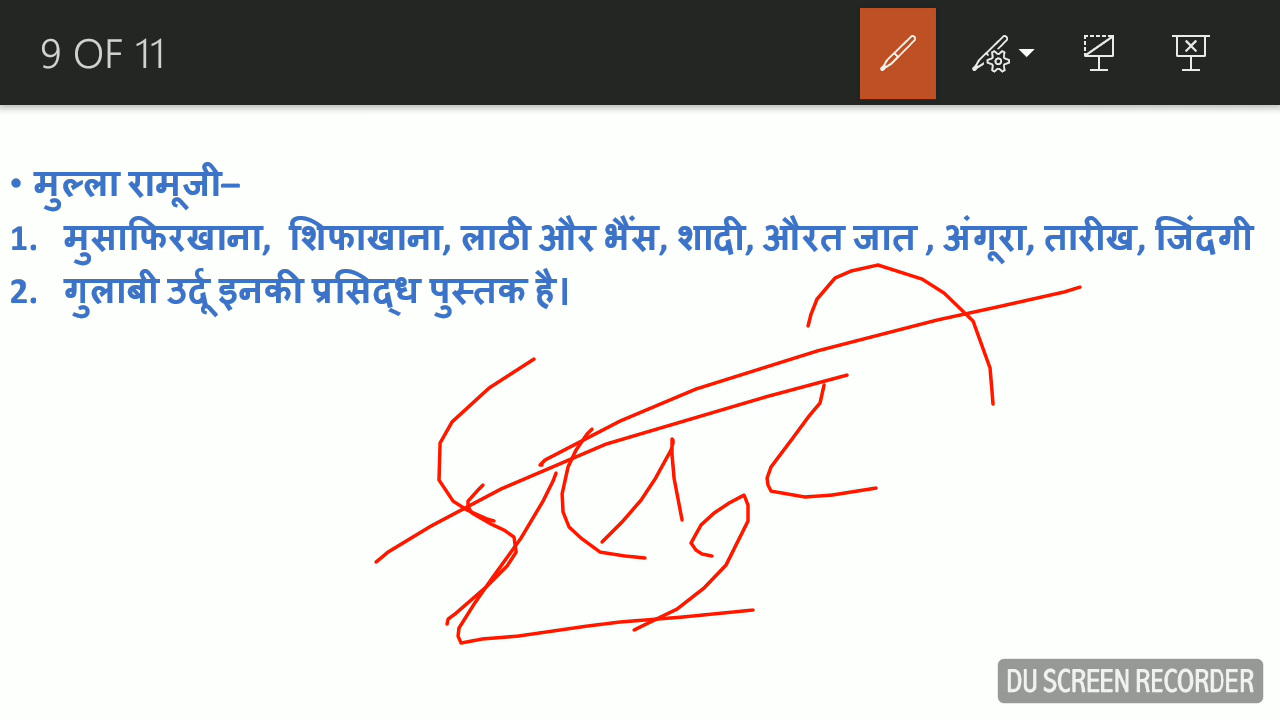 9 OF 11
• मुल्ला रामूजी–
1. मुसाफिरखाना, शिफाखाना, लाठी और भैंस, शादी, औरत जात , अंगूरा, तारीख, जिंदगी
2. गुलाबी उर्दू इनकी प्रसिद्ध पुस्तक है।
DU SCREEN RECORDER